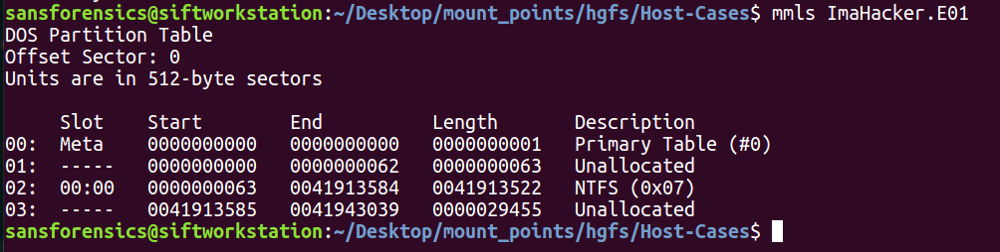 sansforensics@siftworkstation:~/Desktop/mount_points/hgfs/Host-Cases$ mmls ImaHacker.E01
DOS Partition Table
Offset Sector: 0
Units are in 512-byte sectors
Slot Start End Length Description
00: Meta 0000000000 0000000000 0000000001 Primary Table (#0)
01: ----- 0000000000 0000000062 0000000063 Unallocated
02: 00:00 0000000063 0041913584 0041913522 NTFS (0x07)
03: ----- 0041913585 0041943039 0000029455 Unallocated
sansforensics@siftworkstation:~/Desktop/mount_points/hgfs/Host-Cases$